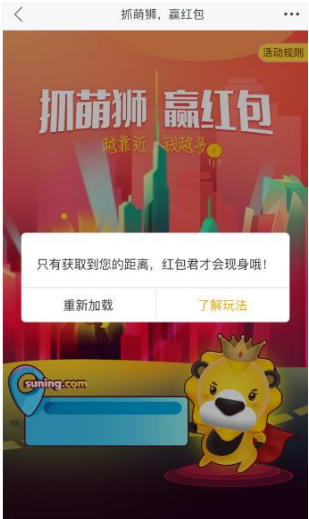 抓萌狮，赢红包
活动规则
抓萌狮 赢红包
越靠近 钱越多
只有获取到您的距离，红包君才会现身哦！
重新加载 了解玩法
suning.com